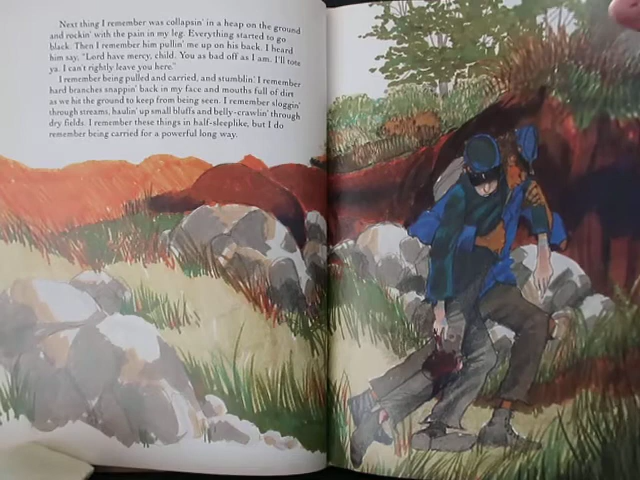 Next thing I remember was collapsin' in a heap on the ground
and rockin' with the pain in my leg. Everything started to go
black. Then I remember him pullin' me up on his back. I heard
him say, "Lord have mercy, child. You as bad off as I am. I'll tote
ya. I can't rightly leave you here."
I remember being pulled and carried, and stumblin'. I remember
hard branches snappin' back in my face and mouths full of dirt
as we hit the ground to keep from being seen. I remember sloggin'
through streams, haulin' up small bluffs and belly-crawlin' through
dry fields. I remember these things in half-sleeplike, but I do
remember being carried for a powerful long way.